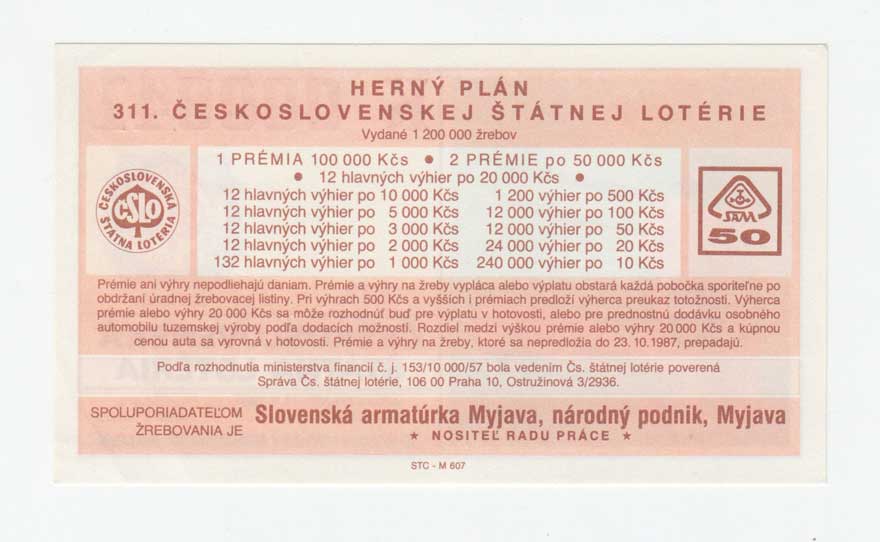 HERNÝ PLÁN
311. ČESKOSLOVENSKEJ ŠTÁTNEJ LOTÉRIE
Vydané 1 200 000 žrebov
1 PRÉMIA 100 000 Kčs ● 2 PRÉMIE po 50 000 Kčs
● 12 hlavných výhier po 20 000 Kčs ●
12 hlavných výhier po 10 000 Kčs 1 200 výhier po 500 Kčs
12 hlavných výhier po 5 000 Kčs 12 000 výhier po 100 Kčs
12 hlavných výhier po 3 000 Kčs 12 000 výhier po 50 Kčs
12 hlavných výhier po 2 000 Kčs 24 000 výhier po 20 Kčs
132 hlavných výhier po 1 000 Kčs 240 000 výhier po 10 Kčs
ČESKOSLOVENSKÁ
ČSLO
ŠTÁTNA LOTÉRIA
SAM
50
Prémie ani výhry nepodliehajú daniam. Prémie a výhry na žreby vypláca alebo výplatu obstará každá pobočka sporiteľne po
obdržaní úradnej žrebovacej listiny. Pri výhrach 500 Kčs a vyšších i prémiach predloží výherca preukaz totožnosti. Výherca
prémie alebo výhry 20 000 Kčs sa môže rozhodnúť buď pre výplatu v hotovosti, alebo pre prednostnú dodávku osobného
automobilu tuzemskej výroby podľa dodacích možností. Rozdiel medzi výškou prémie alebo výhry 20 000 Kčs a kúpnou
cenou auta sa vyrovná v hotovosti. Prémie a výhry na žreby, ktoré sa nepredložia do 23. 10. 1987, prepadajú.
Podľa rozhodnutia ministerstva financií č. j. 153/10 000/57 bola vedením Čs. štátnej lotérie poverená
Správa Čs. štátnej lotérie, 106 00 Praha 10, Ostružinová 3/2936.
SPOLUPORIADATEĽOM
ŽREBOVANIA JE
Slovenská armatúrka Myjava, národný podnik, Myjava
★ NOSITEĽ RADU PRÁCE ★
STC - M 607